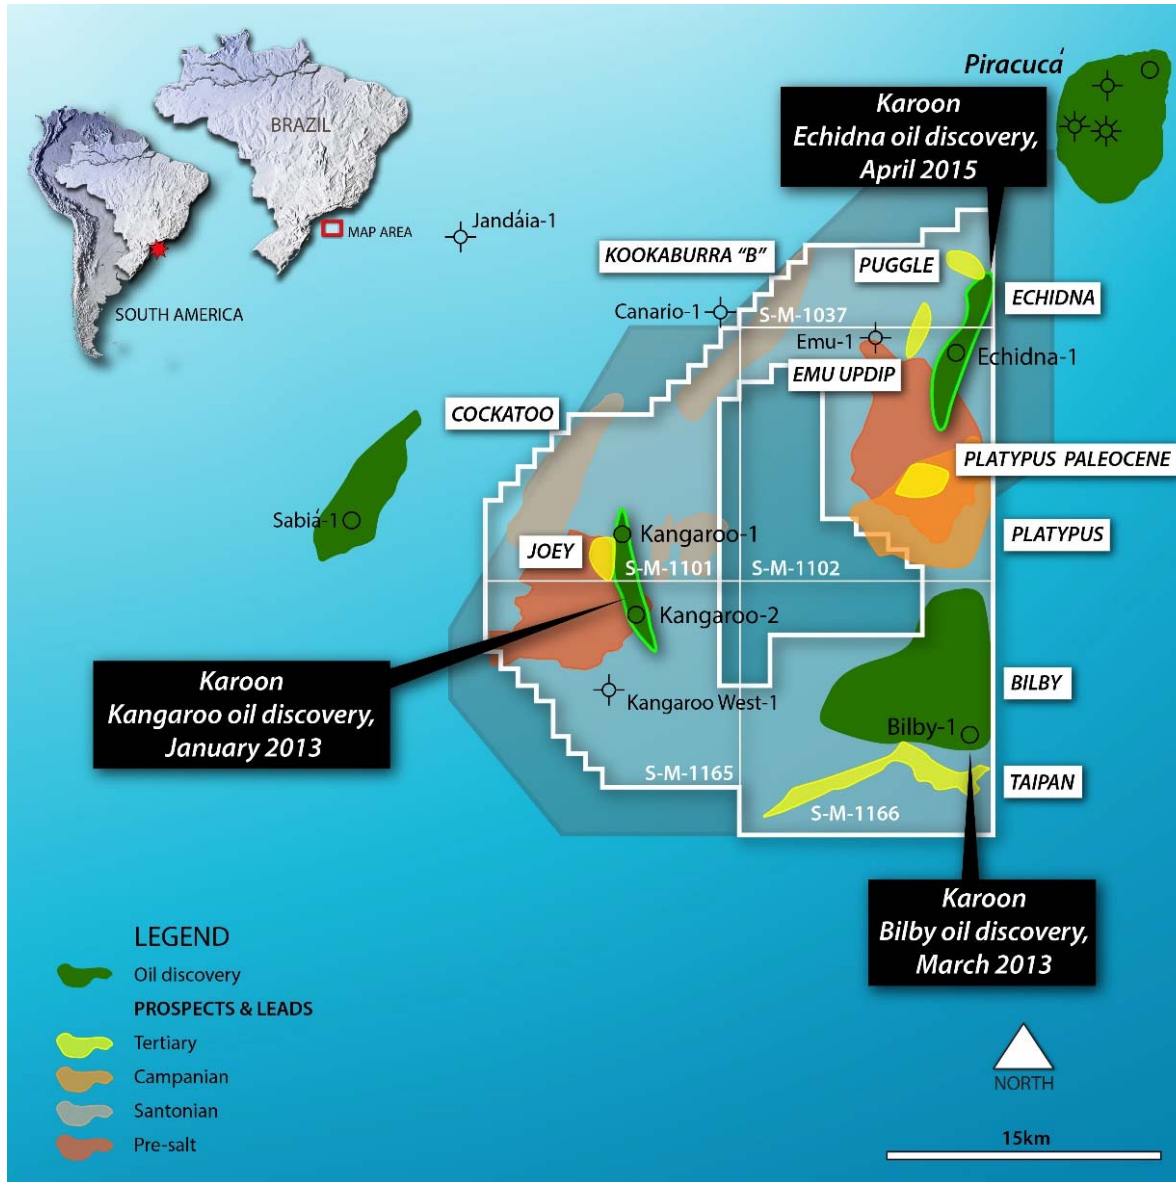 Piracucá
Karoon
Echidna oil discovery,
April 2015
BRAZIL
MAP AREA
SOUTH AMERICA
Jandáia-1
KOOKABURRA “B”
PUGGLE
ECHIDNA
Canario-1
S-M-1037
Emu-1
Echidna-1
EMU UPDIP
COCKATOO
PLATYPUS PALEOCENE
Sabiá-1
Kangaroo-1
PLATYPUS
JOEY
S-M-1101
S-M-1102
Kangaroo-2
Karoon
Kangaroo oil discovery,
January 2013
Kangaroo West-1
BILBY
Bilby-1
S-M-1165
TAIPAN
S-M-1166
Karoon
Bilby oil discovery,
March 2013
LEGEND
Oil discovery
PROSPECTS & LEADS
Tertiary
Campanian
Santonian
Pre-salt
NORTH
15km